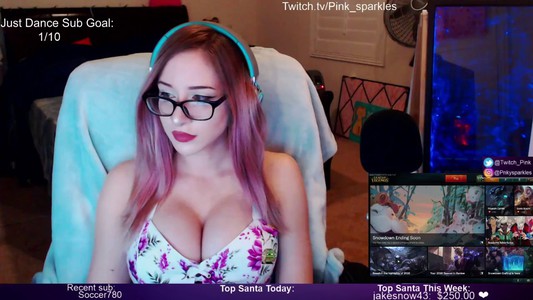 Just Dance Sub Goal:
1/10
Twitch.tv/Pink_sparkles
@Twitch_Pink
@Pinkysparkles
Snowdown Ending Soon
Recent sub:
Soccer780
Top Santa Today:
Top Santa This Week:
jakesnow43: $250.00